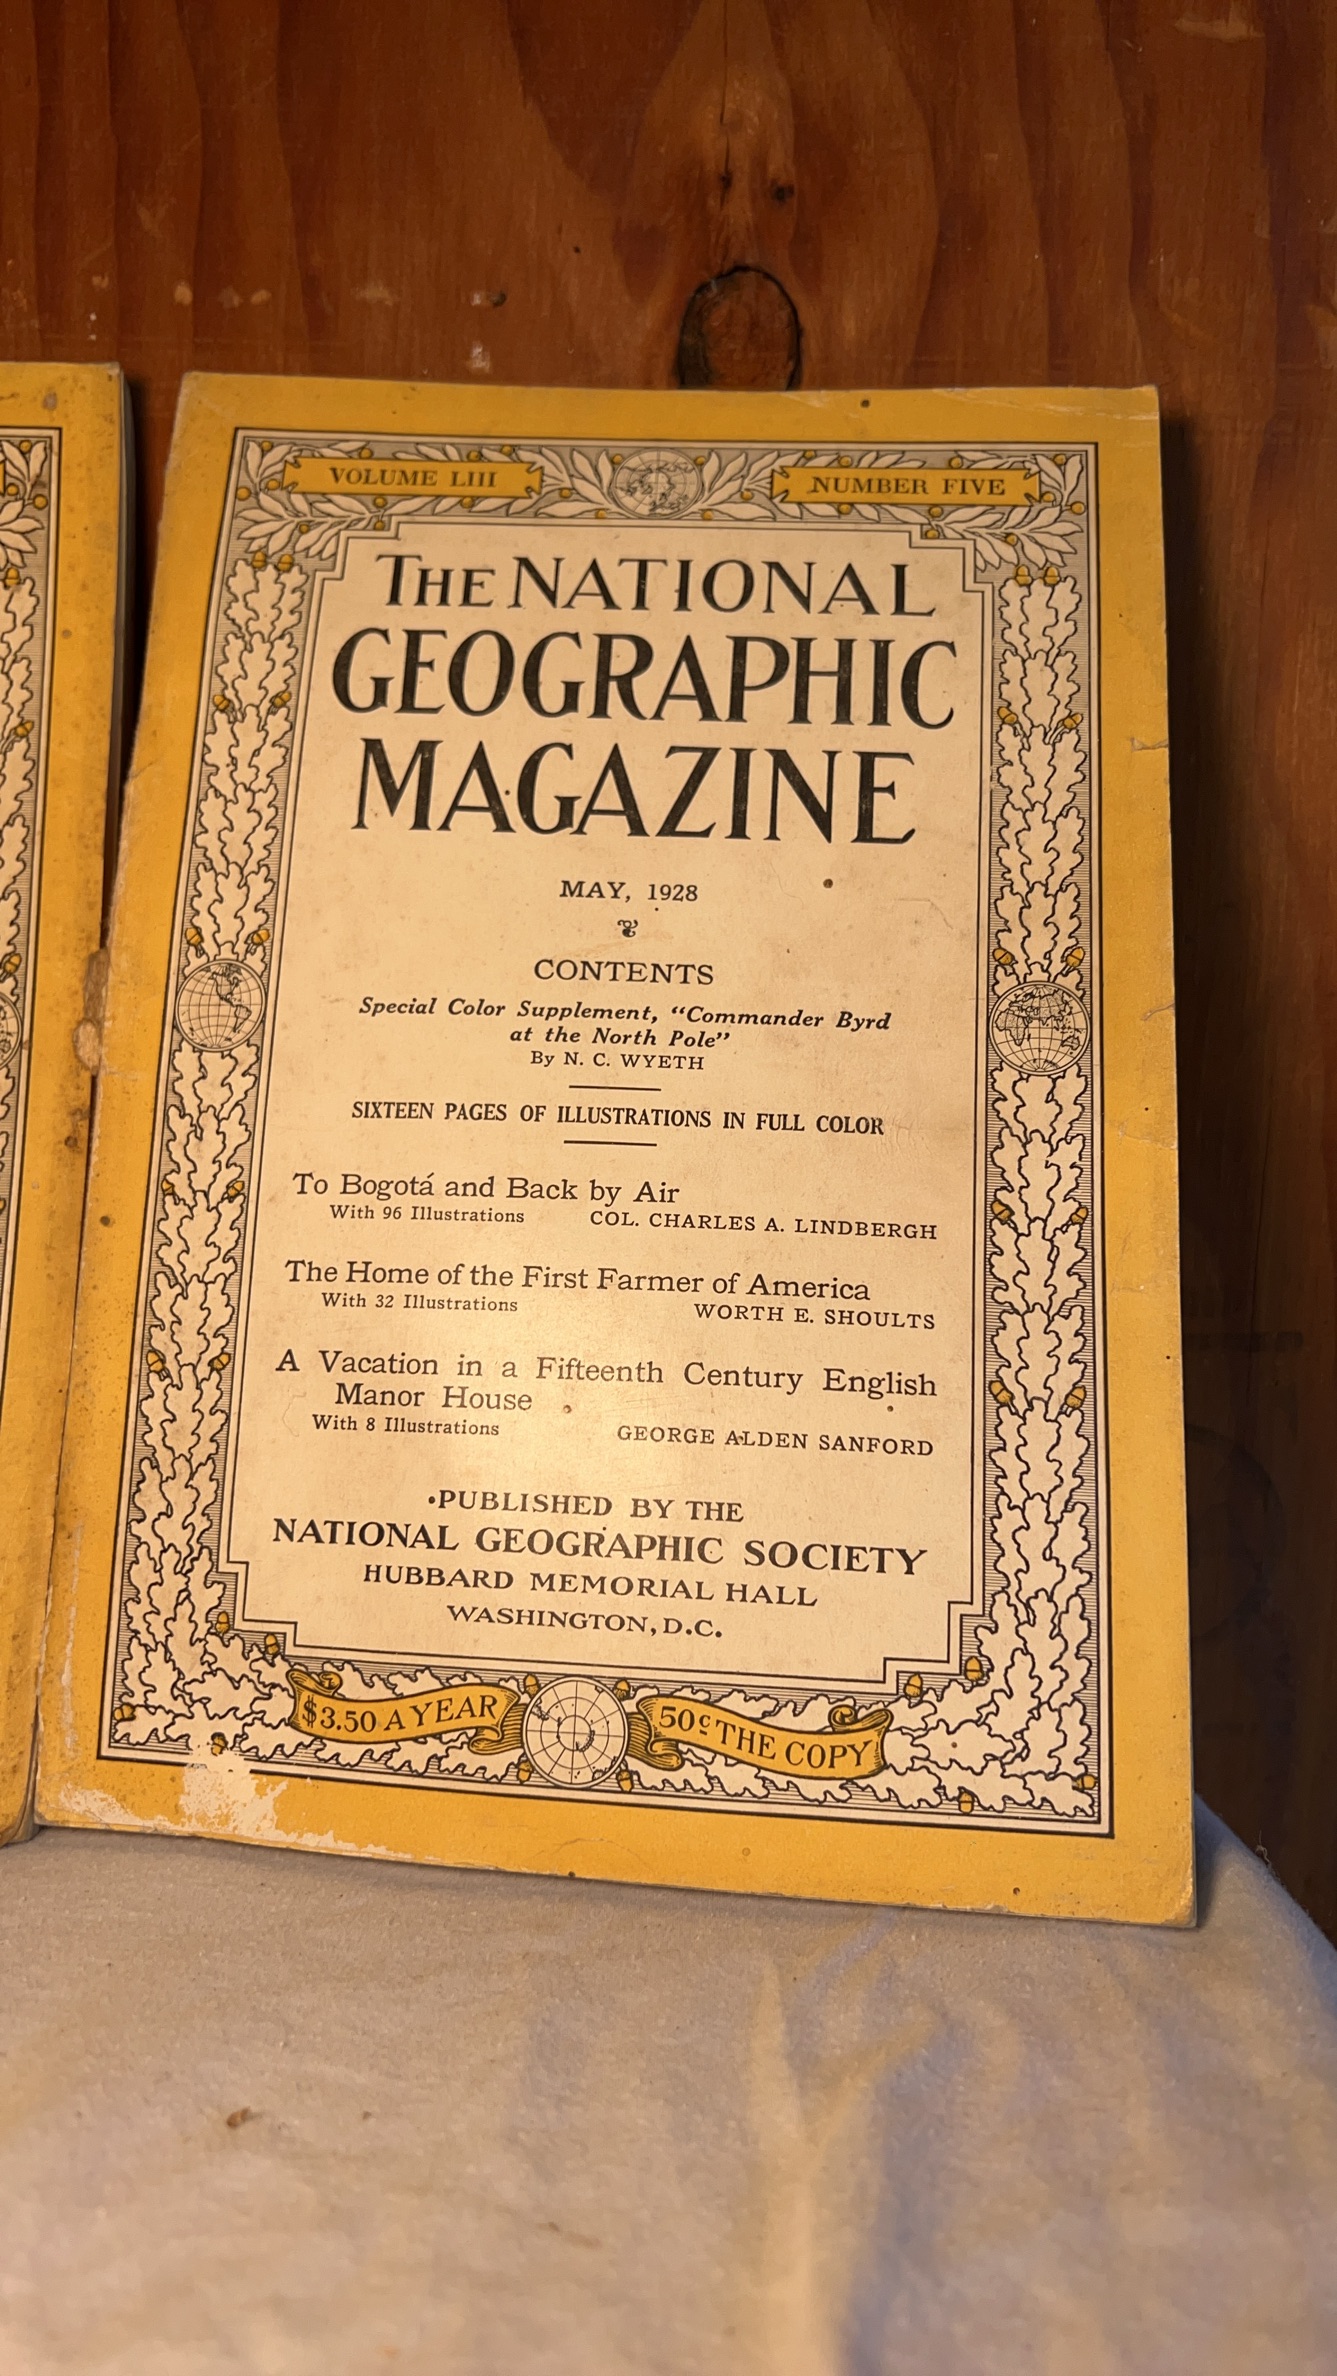 VOLUME LIII
NUMBER FIVE
THE NATIONAL
GEOGRAPHIC
MAGAZINE
MAY, 1928
CONTENTS
Special Color Supplement, "Commander Byrd
at the North Pole"
By N. C. WYETH
SIXTEEN PAGES OF ILLUSTRATIONS IN FULL COLOR
To Bogotá and Back by Air
With 96 Illustrations COL. CHARLES A. LINDBERGH
The Home of the First Farmer of America
With 32 Illustrations WORTH E. SHOULTS
A Vacation in a Fifteenth Century English
Manor House
With 8 Illustrations GEORGE ALDEN SANFORD
PUBLISHED BY THE
NATIONAL GEOGRAPHIC SOCIETY
HUBBARD MEMORIAL HALL
WASHINGTON, D.C.
$3.50 A YEAR
50c THE COPY